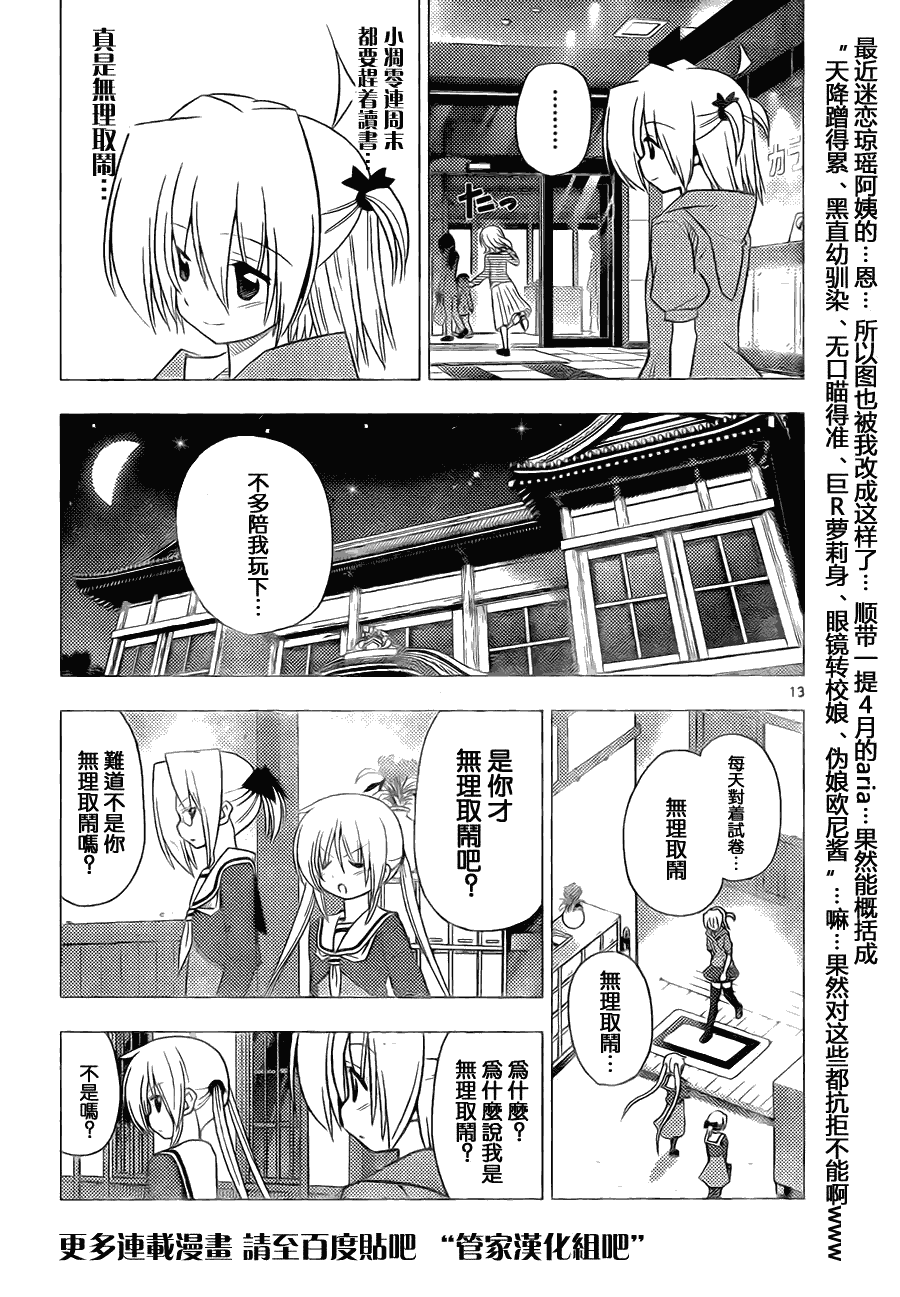 カラ
………
たっ
小凋零連周末
都要趕着讀書…
真是無理取鬧…
不多陪我玩下…
13
每天對着試卷…
無理取鬧
無理取鬧…
是你才
無理取鬧吧？
難道不是你
無理取鬧嗎？
爲什麼？
爲什麼說我是
無理取鬧？
不是嗎？
最近迷恋琼瑶阿姨的…恩… 所以图也被我改成这样了… 顺带一提4月的aria…果然能概括成
“天降蹭得累、黑直幼驯染、无口瞄得准、巨R萝莉身、眼镜转校娘、伪娘欧尼酱”…嘛…果然对这些都抗拒不能啊www
更多連載漫畫 請至百度貼吧 “管家漢化組吧”